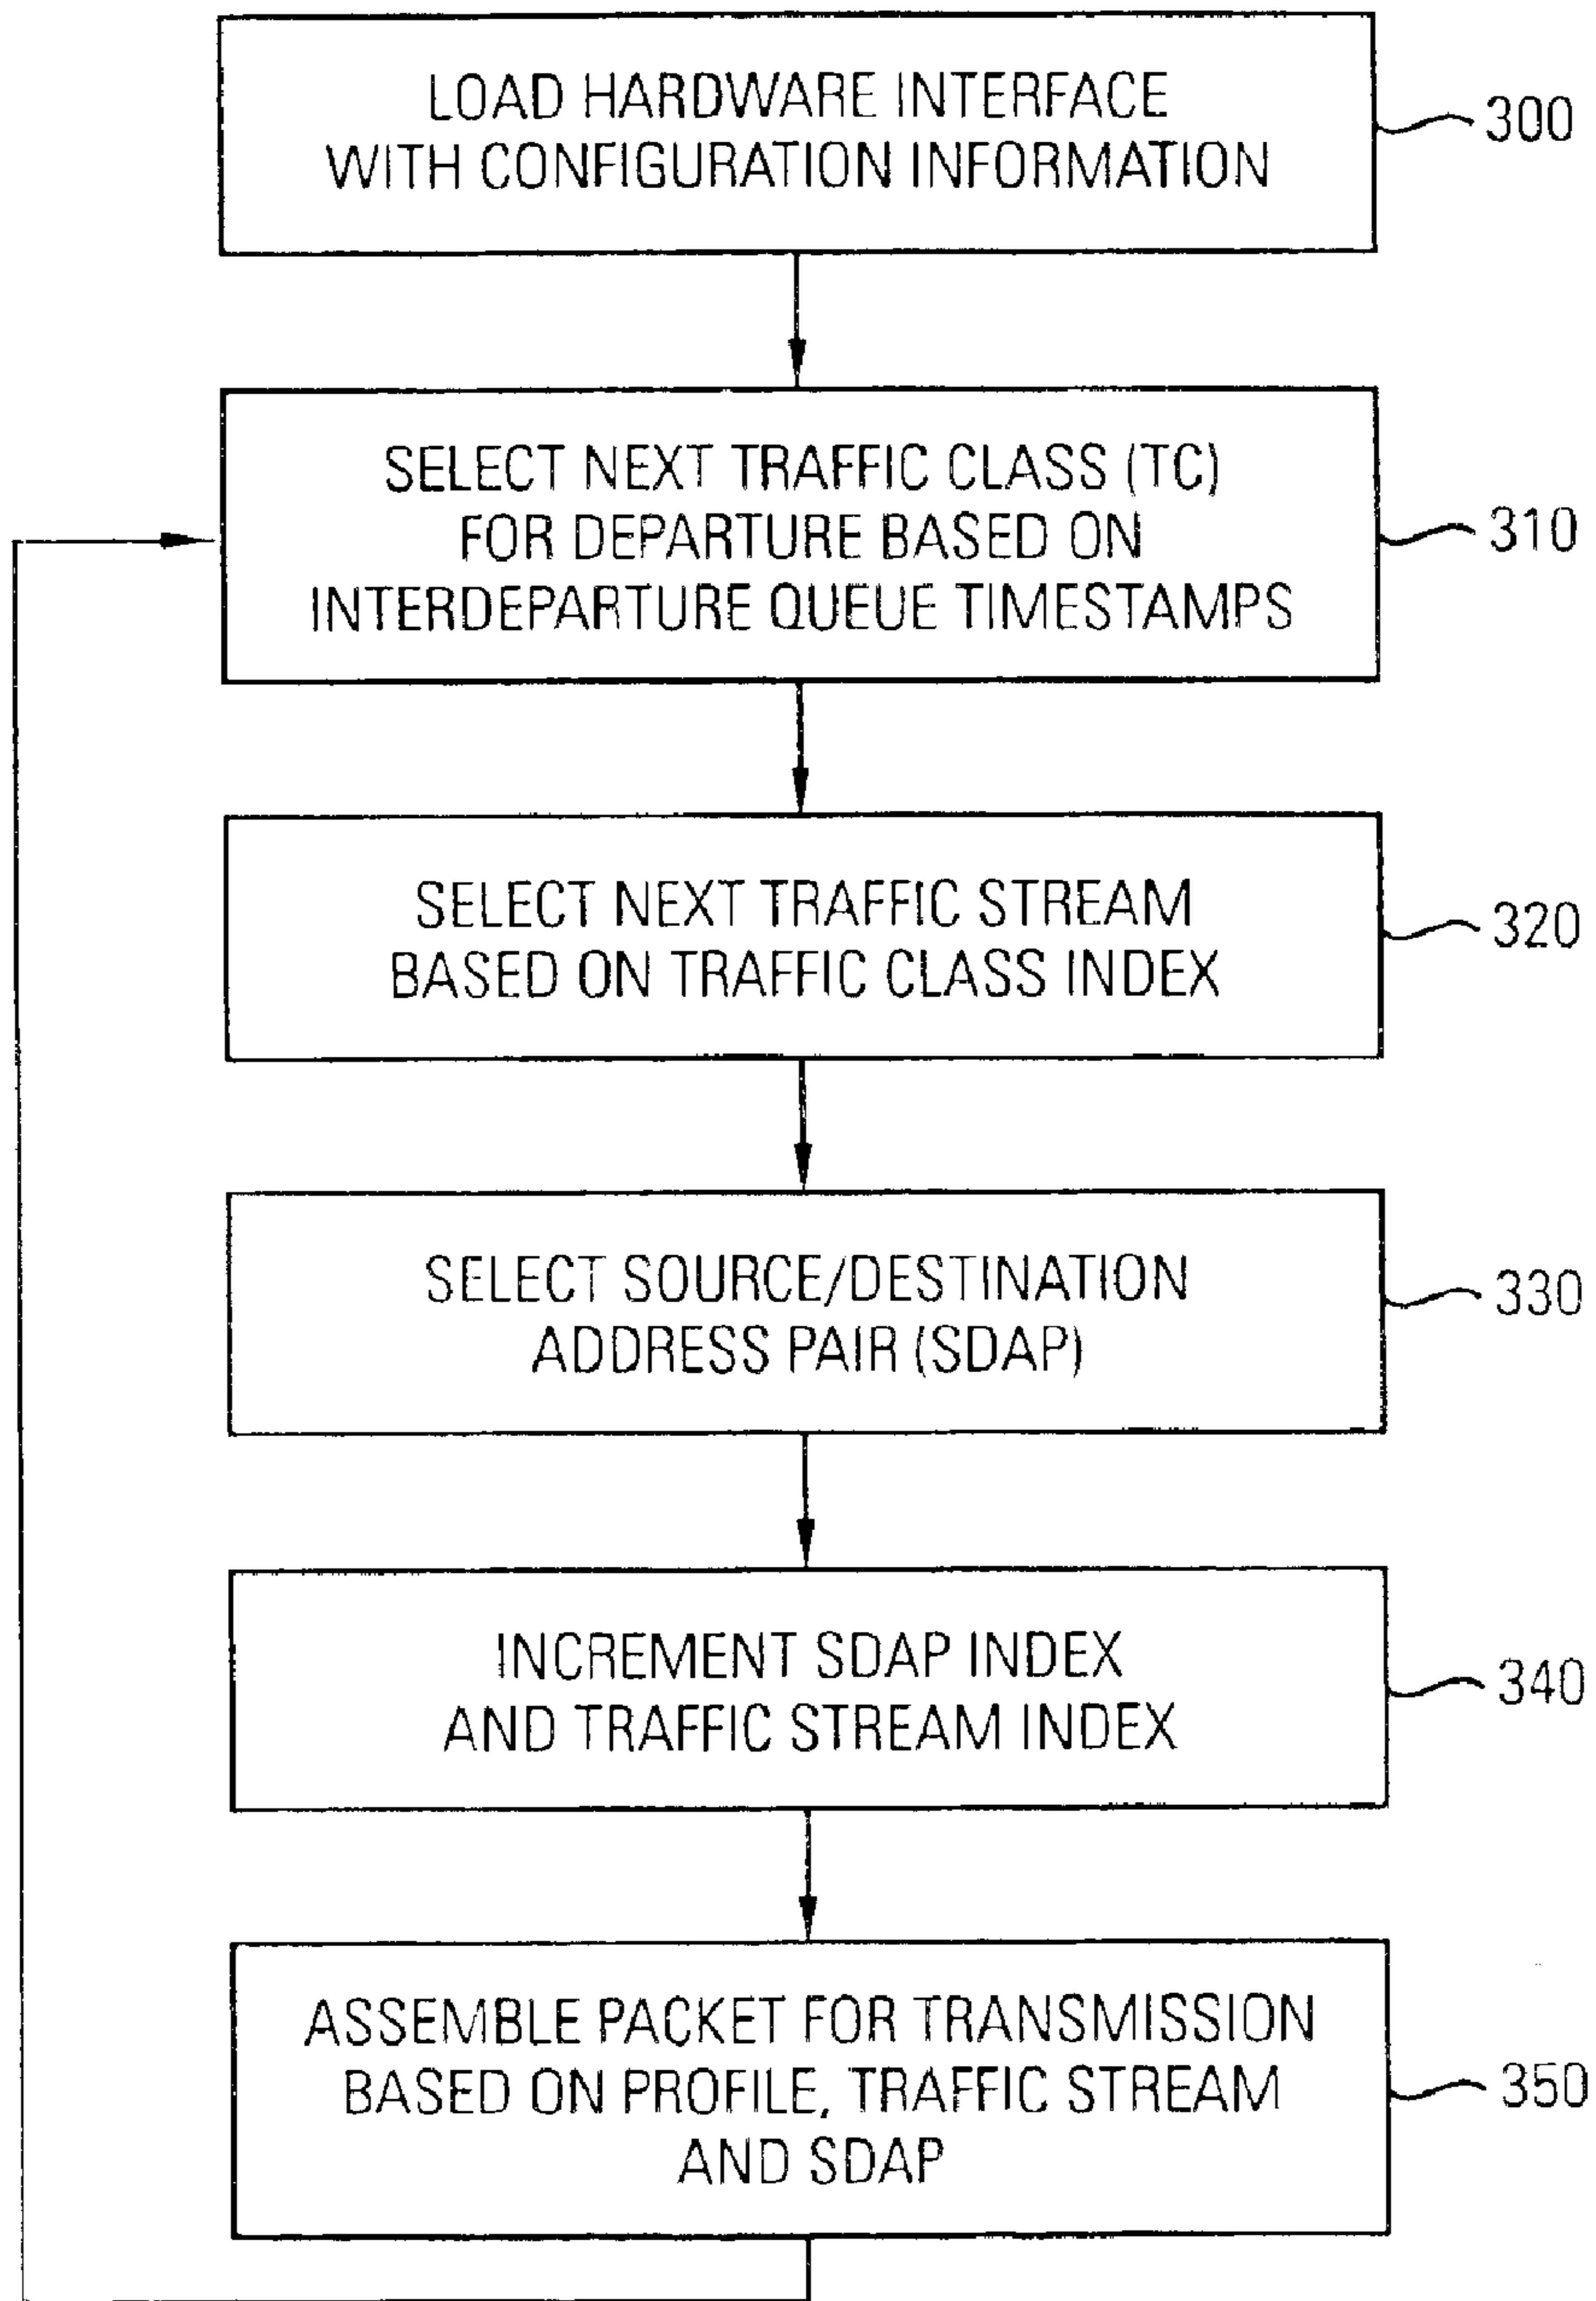 LOAD HARDWARE INTERFACE
WITH CONFIGURATION INFORMATION
300
SELECT NEXT TRAFFIC CLASS (TC)
FOR DEPARTURE BASED ON
INTERDEPARTURE QUEUE TIMESTAMPS
310
SELECT NEXT TRAFFIC STREAM
BASED ON TRAFFIC CLASS INDEX
320
SELECT SOURCE/DESTINATION
ADDRESS PAIR (SDAP)
330
INCREMENT SDAP INDEX
AND TRAFFIC STREAM INDEX
340
ASSEMBLE PACKET FOR TRANSMISSION
BASED ON PROFILE, TRAFFIC STREAM
AND SDAP
350